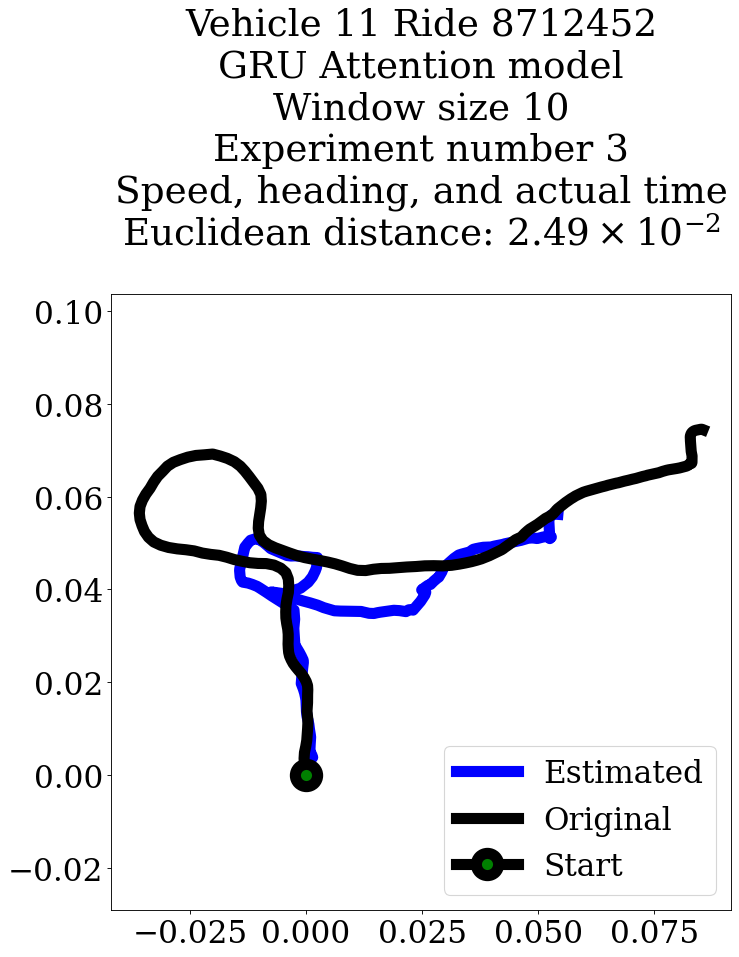 Vehicle 11 Ride 8712452
GRU Attention model
Window size 10
Experiment number 3
Speed, heading, and actual time
Euclidean distance: 2.49 × 10⁻²
0.10
0.08
0.06
0.04
0.02
0.00
−0.02
Estimated
Original
Start
−0.025 0.000 0.025 0.050 0.075